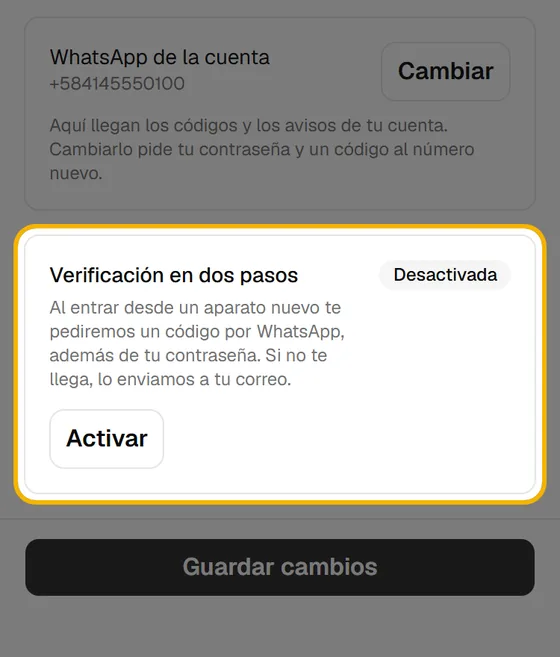 WhatsApp de la cuenta
+584145550100
Cambiar
Aquí llegan los códigos y los avisos de tu cuenta.
Cambiarlo pide tu contraseña y un código al número
nuevo.
Verificación en dos pasos
Desactivada
Al entrar desde un aparato nuevo te
pediremos un código por WhatsApp,
además de tu contraseña. Si no te
llega, lo enviamos a tu correo.
Activar
Guardar cambios